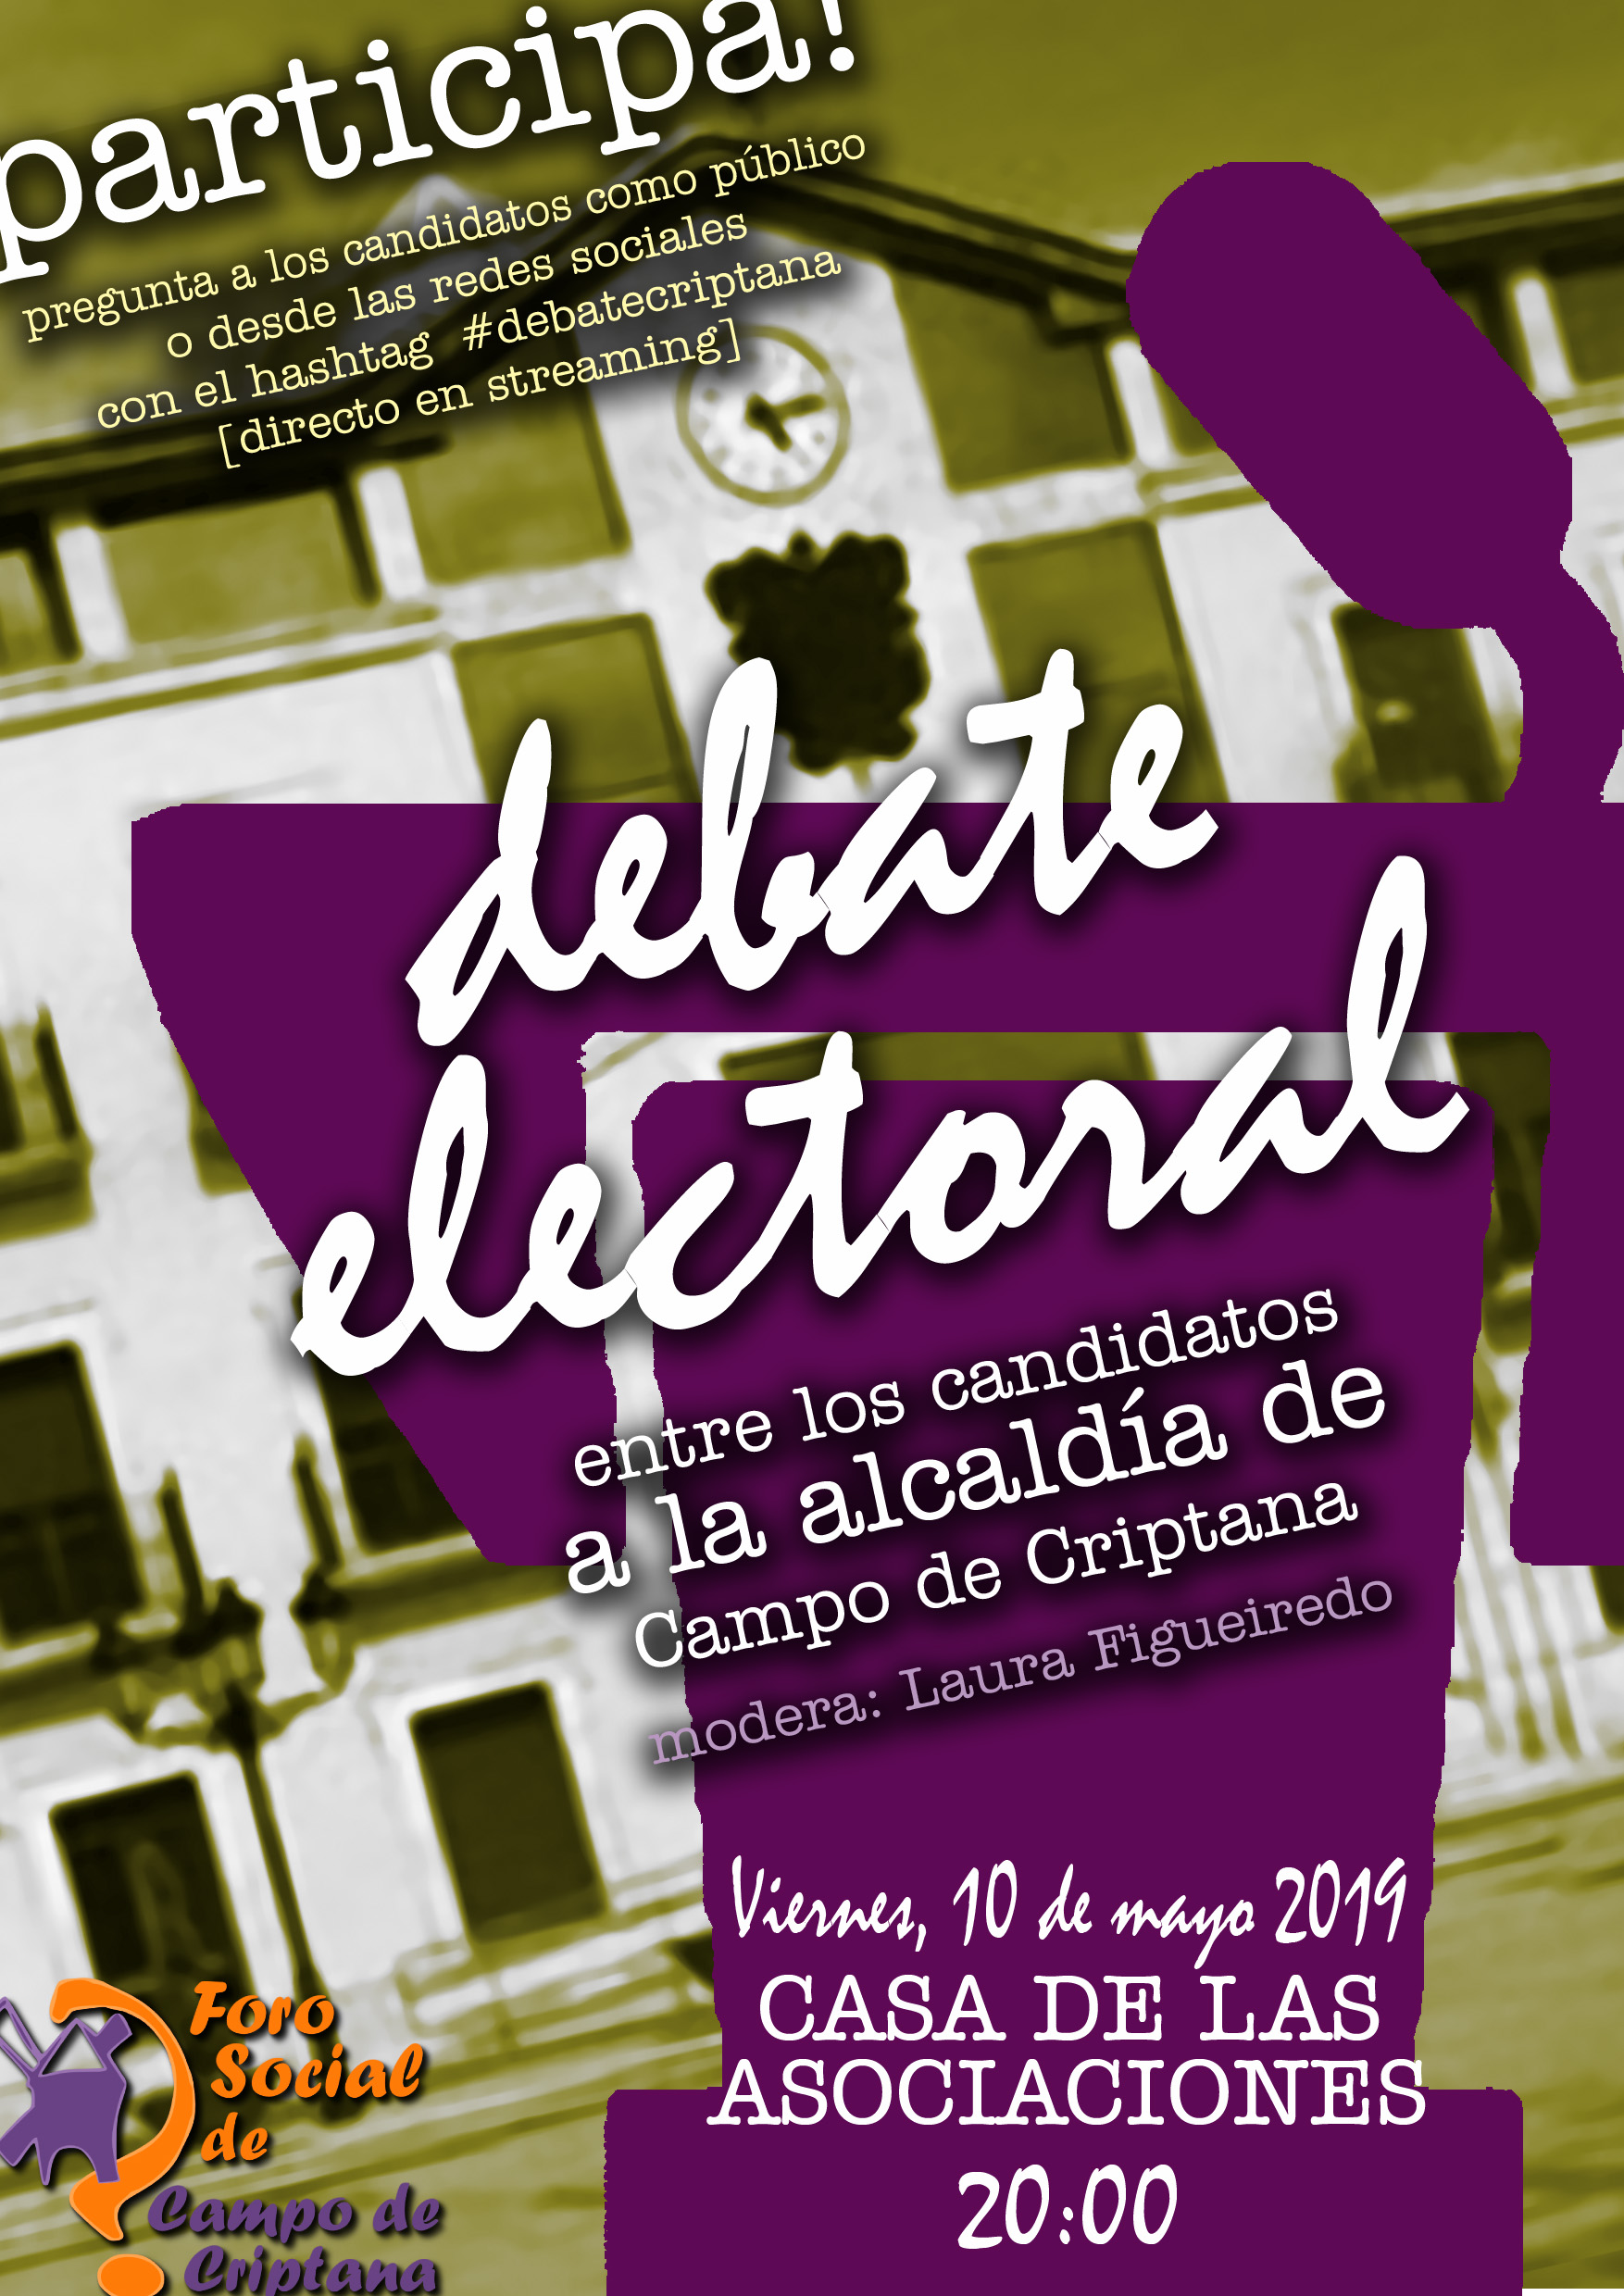 participa!
pregunta a los candidatos como público
o desde las redes sociales
con el hashtag #debatecriptana
[directo en streaming]
debate
electoral
entre los candidatos
a la alcaldía de
Campo de Criptana
modera: Laura Figueiredo
Viernes, 10 de mayo 2019
CASA DE LAS
ASOCIACIONES
20:00
Foro
Social
de
Campo de
Criptana